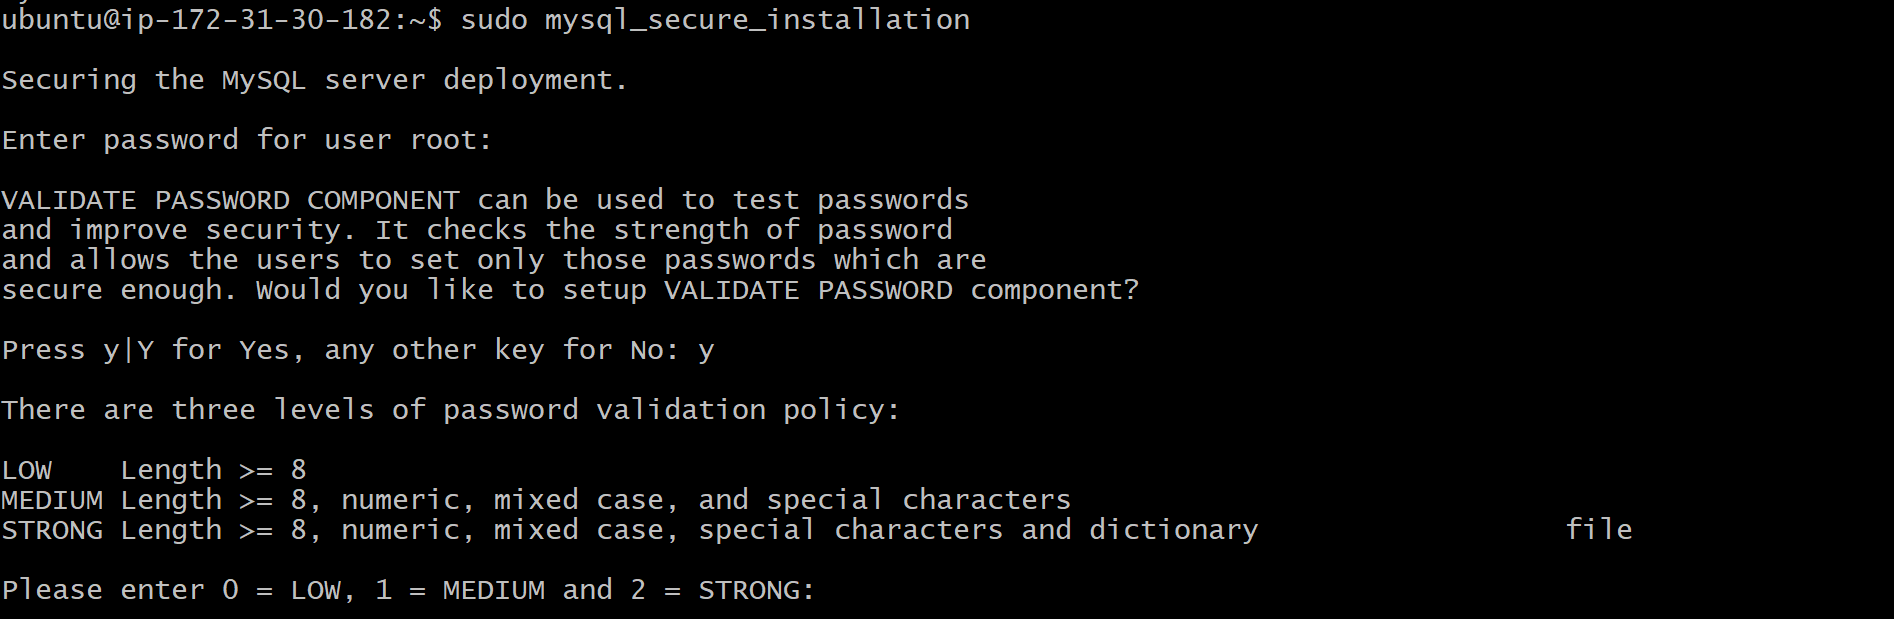 ubuntu@ip-172-31-30-182:~$ sudo mysql_secure_installation
Securing the MySQL server deployment.
Enter password for user root:
VALIDATE PASSWORD COMPONENT can be used to test passwords
and improve security. It checks the strength of password
and allows the users to set only those passwords which are
secure enough. Would you like to setup VALIDATE PASSWORD component?
Press y|Y for Yes, any other key for No: y
There are three levels of password validation policy:
LOW    Length >= 8
MEDIUM Length >= 8, numeric, mixed case, and special characters
STRONG Length >= 8, numeric, mixed case, special characters and dictionary                  file
Please enter 0 = LOW, 1 = MEDIUM and 2 = STRONG: